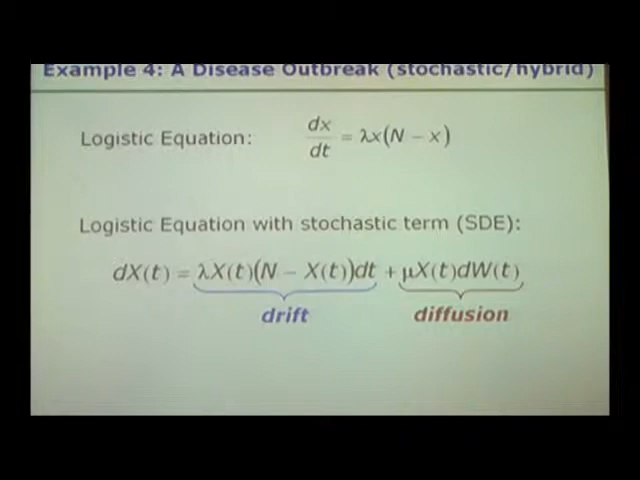 Example 4: A Disease Outbreak (stochastic/hybrid)
Logistic Equation: dx/dt = λx(N − x)
Logistic Equation with stochastic term (SDE):
dX(t) = λX(t)(N − X(t))dt + μX(t)dW(t)
drift diffusion